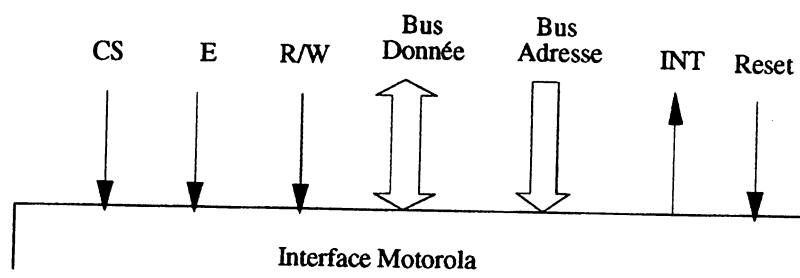 CS
E
R/W
Bus
Donnée
Bus
Adresse
INT
Reset
Interface Motorola